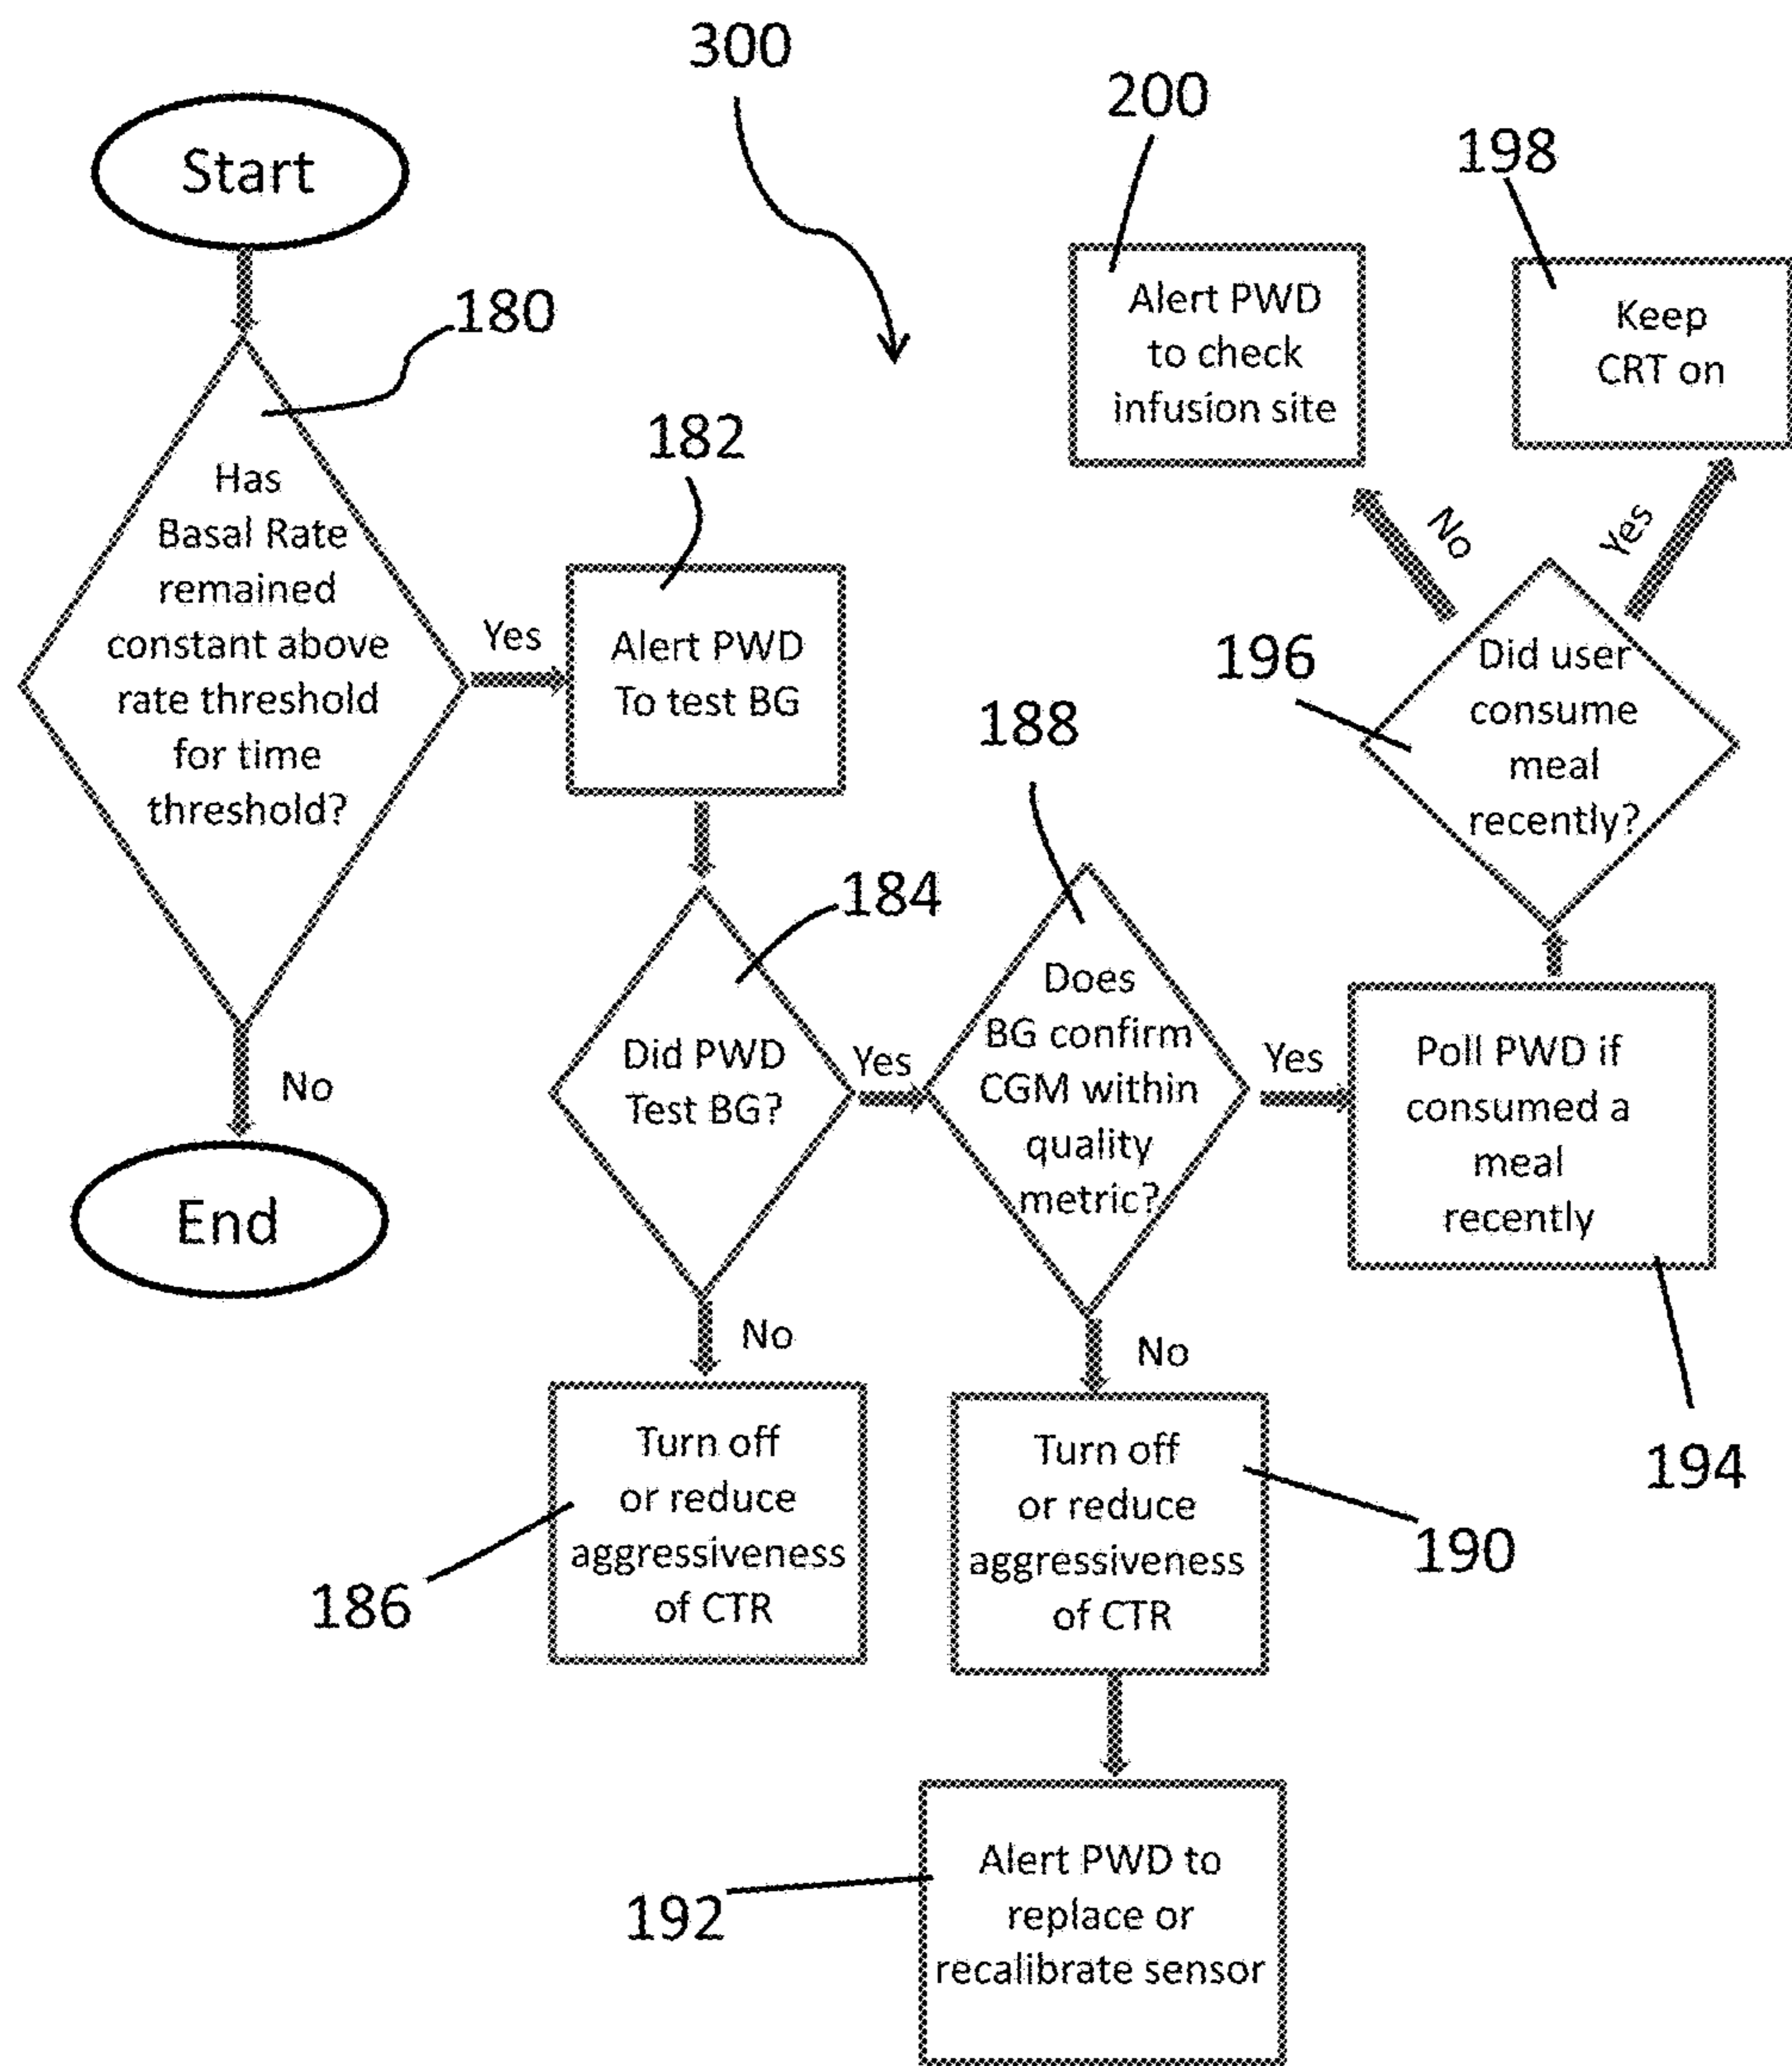 300
200
198
Start
180
Alert PWD
to check
infusion site
Keep
CRT on
182
Has
Basal Rate
remained
constant above
rate threshold
for time
threshold?
Yes
Alert PWD
To test BG
No
Yes
196
Did user
consume
meal
recently?
188
184
No
End
Did PWD
Test BG?
Yes
Does
BG confirm
CGM within
quality
metric?
Yes
Poll PWD if
consumed a
meal
recently
194
No
No
Turn off
or reduce
aggressiveness
of CTR
186
Turn off
or reduce
aggressiveness
of CTR
190
192
Alert PWD to
replace or
recalibrate sensor